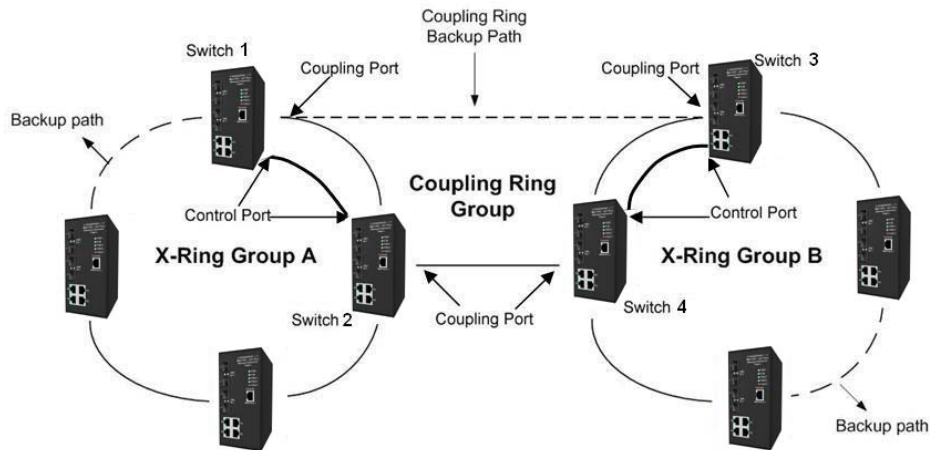 Coupling Ring
Backup Path
Switch 1
Coupling Port
Coupling Port
Switch 3
Backup path
Coupling Ring
Group
Control Port
Control Port
X-Ring Group A
X-Ring Group B
Switch 2
Coupling Port
Switch 4
Backup path